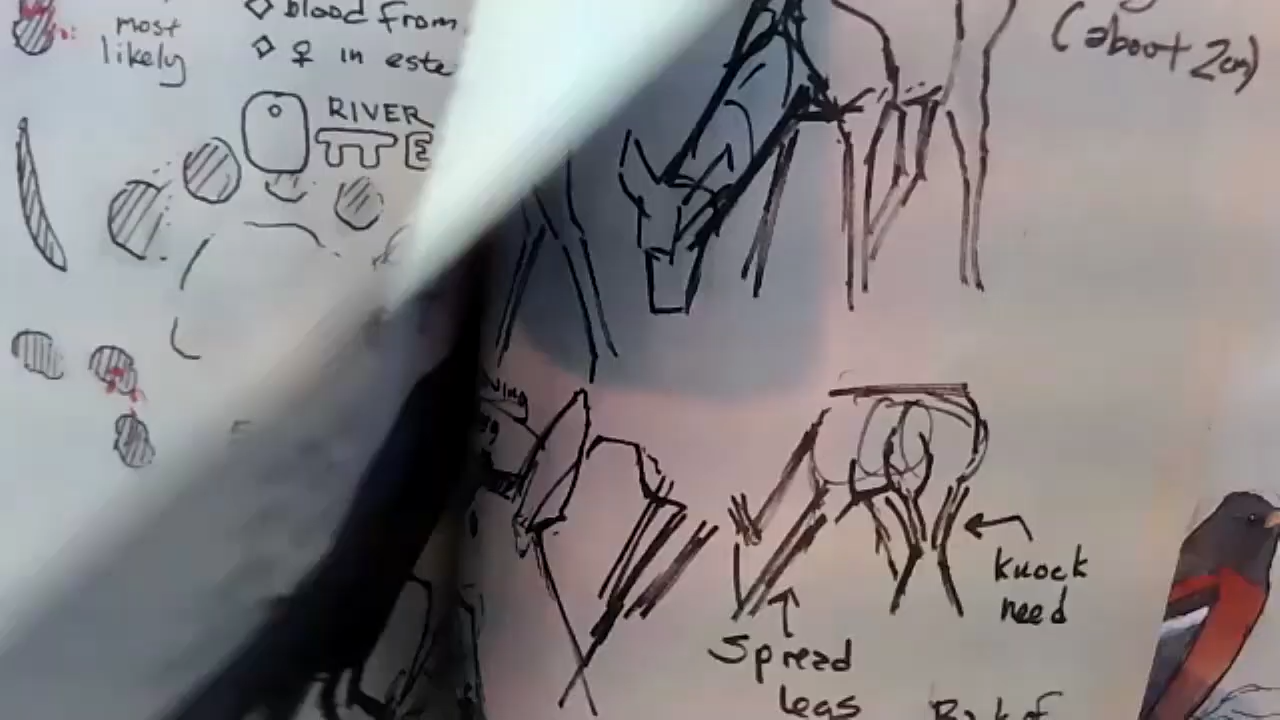 most
likely
blood from
♀ in este
RIVER
(about 2cm)
Knock
need
Spread
Legs